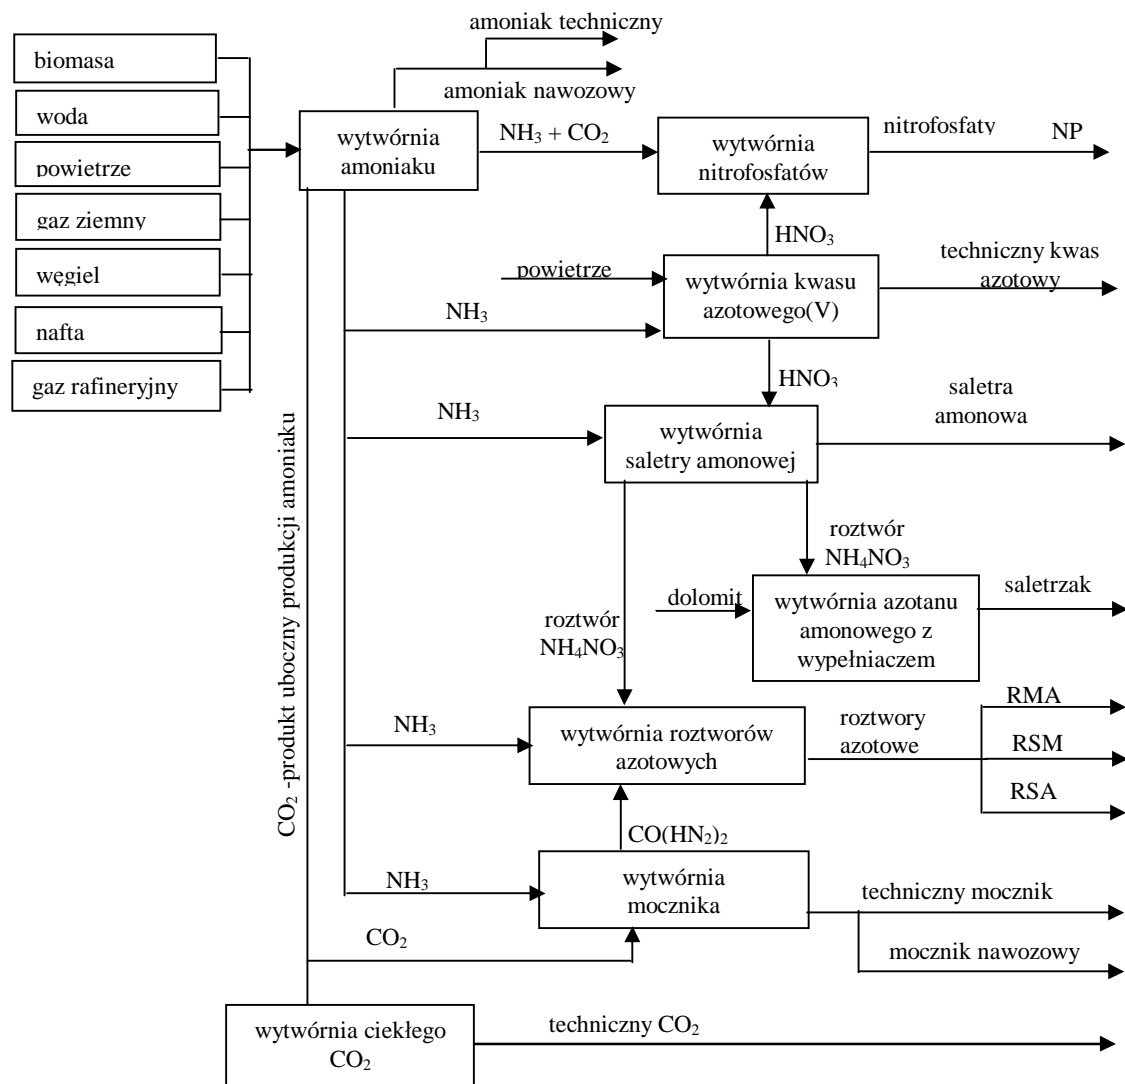 amoniak techniczny
biomasa
amoniak nawozowy
woda
wytwórnia
amoniaku
NH₃ + CO₂
wytwórnia
nitrofosfatów
nitrofosfaty
NP
powietrze
gaz ziemny
HNO₃
techniczny kwas
azotowy
powietrze
wytwórnia kwasu
azotowego(V)
węgiel
NH₃
nafta
gaz rafineryjny
HNO₃
saletra
amonowa
NH₃
wytwórnia
saletry amonowej
CO₂ -produkt uboczny produkcji amoniaku
roztwór
NH₄NO₃
dolomit
wytwórnia azotanu
amonowego z
wypełniaczem
saletrzak
roztwór
NH₄NO₃
NH₃
wytwórnia roztworów
azotowych
roztwory
azotowe
RMA
RSM
RSA
CO(HN₂)₂
NH₃
wytwórnia
mocznika
techniczny mocznik
CO₂
mocznik nawozowy
wytwórnia ciekłego
CO₂
techniczny CO₂